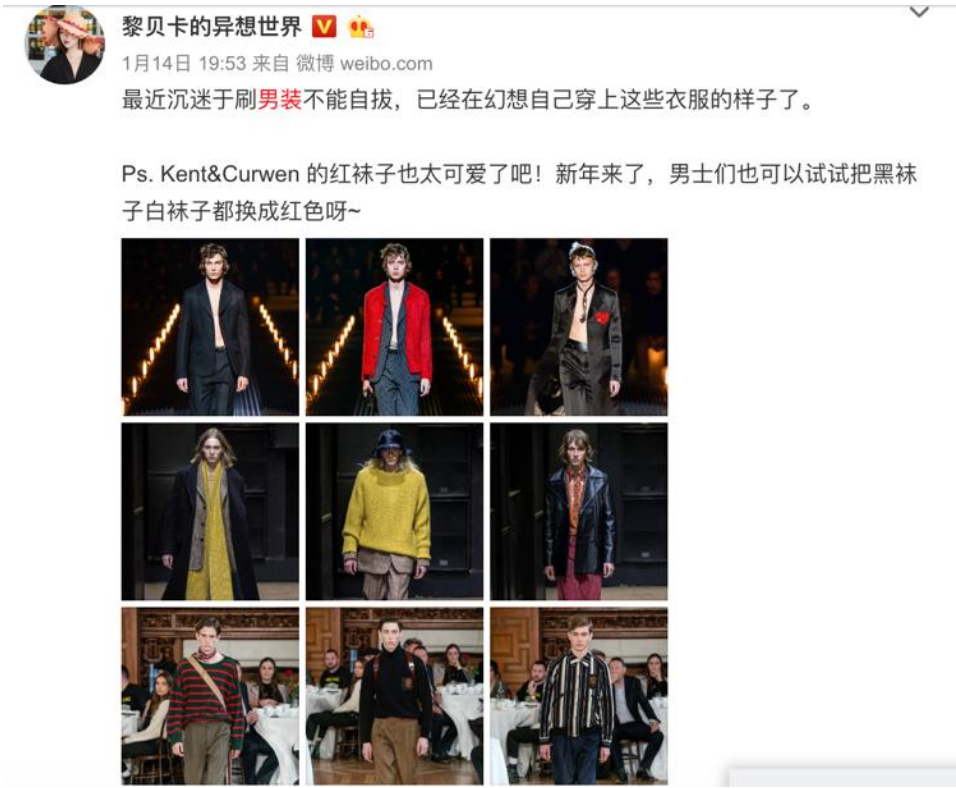 黎贝卡的异想世界
1月14日 19:53 来自 微博 weibo.com
最近沉迷于刷男装不能自拔，已经在幻想自己穿上这些衣服的样子了。
Ps. Kent&Curwen 的红袜子也太可爱了吧！新年来了，男士们也可以试试把黑袜
子白袜子都换成红色呀~